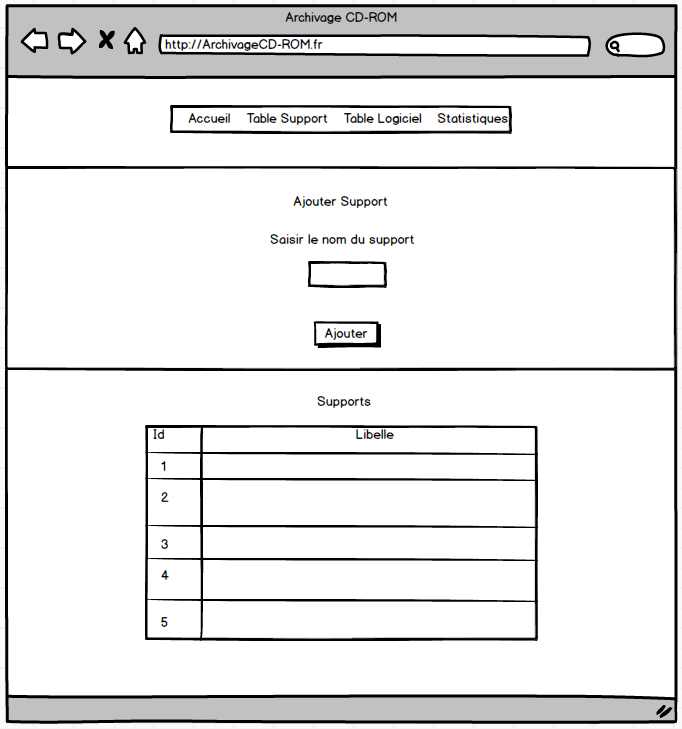 Archivage CD-ROM
http://ArchivageCD-ROM.fr
Accueil Table Support Table Logiciel Statistiques
Ajouter Support
Saisir le nom du support
Ajouter
Supports
Id Libelle
1
2
3
4
5